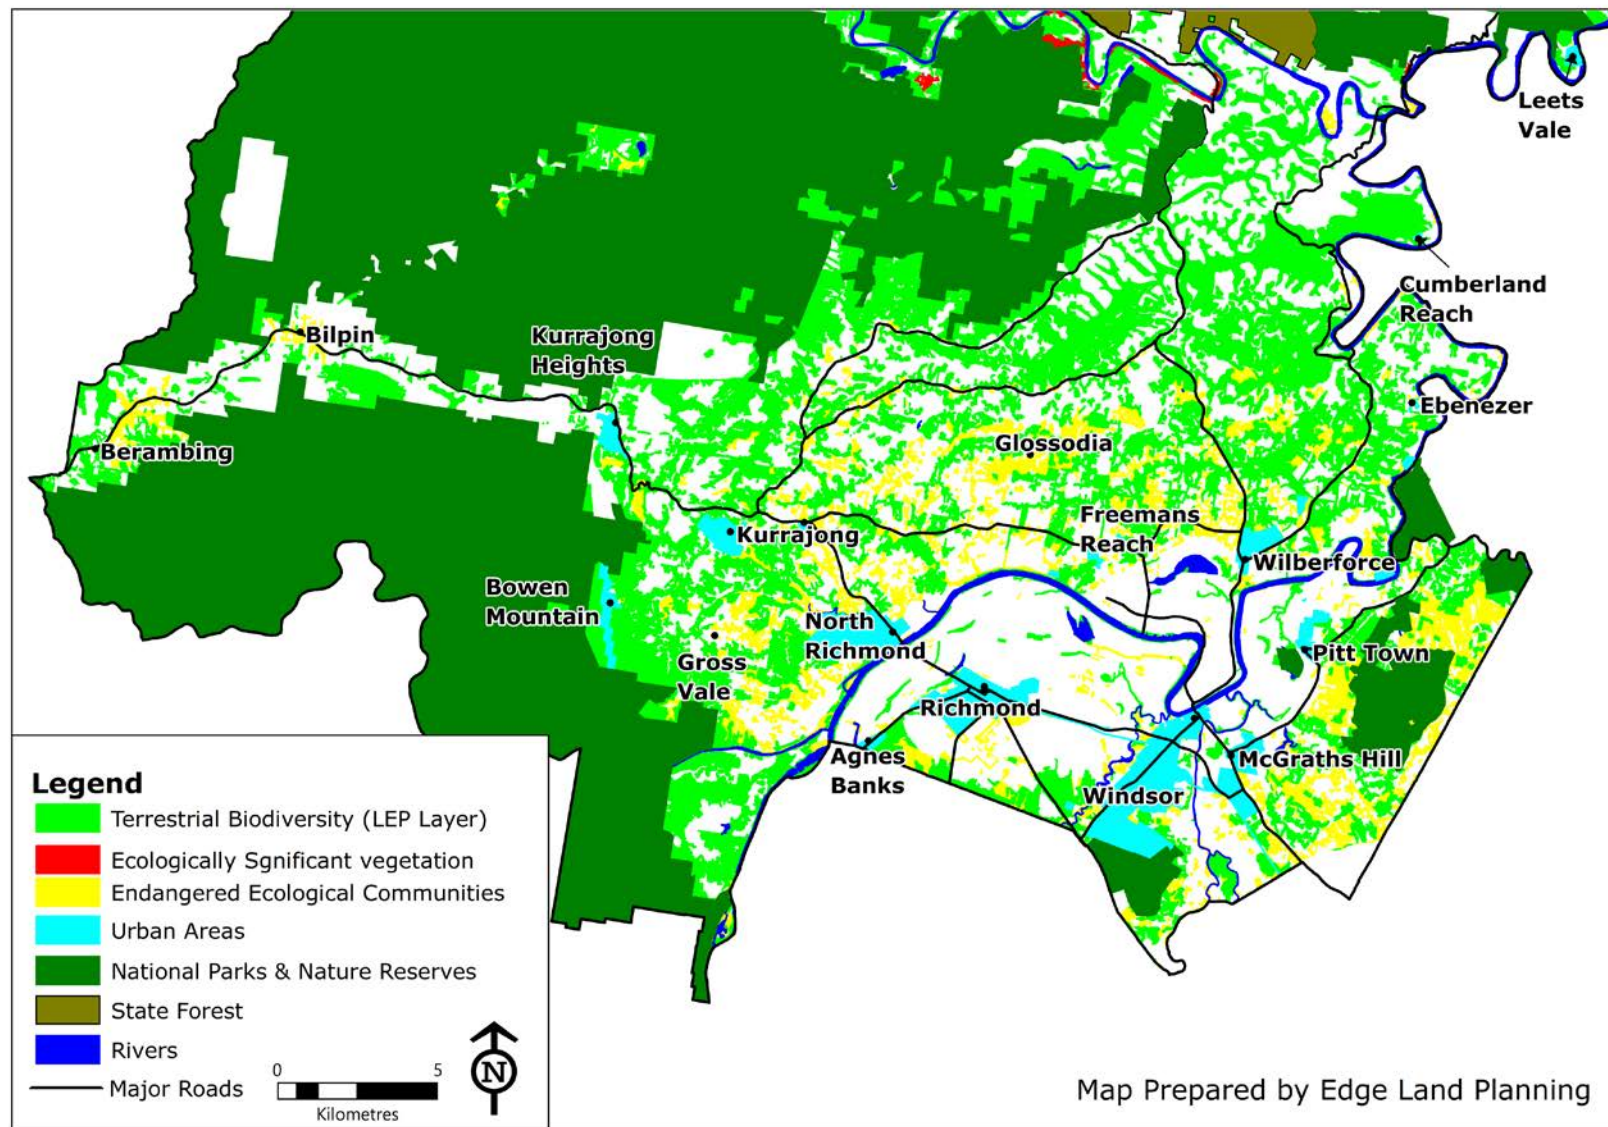 Leets
Vale
Cumberland
Reach
Bilpin
Kurrajong
Heights
Ebenezer
Berambing
Glossodia
Freemans
Reach
Kurrajong
Wilberforce
Bowen
Mountain
North
Richmond
Gross
Vale
Pitt Town
Richmond
Agnes
Banks
McGraths Hill
Windsor
Legend
Terrestrial Biodiversity (LEP Layer)
Ecologically Sgnificant vegetation
Endangered Ecological Communities
Urban Areas
National Parks & Nature Reserves
State Forest
Rivers
Major Roads
0 5
Kilometres
N
Map Prepared by Edge Land Planning